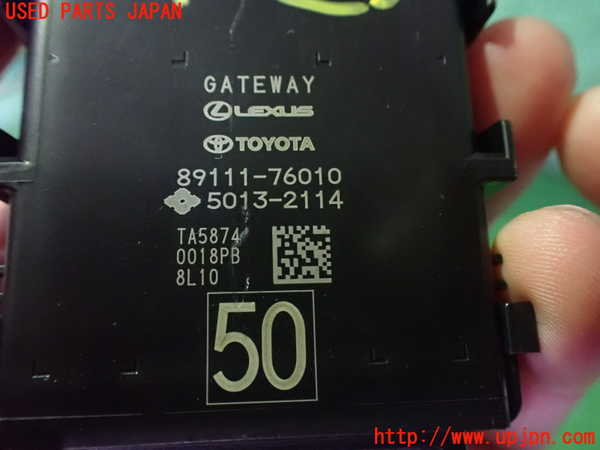 USED PARTS JAPAN
GATEWAY
LEXUS
TOYOTA
89111-76010
5013-2114
TA5874
0018PB
8L10
50
http://www.upjpn.com